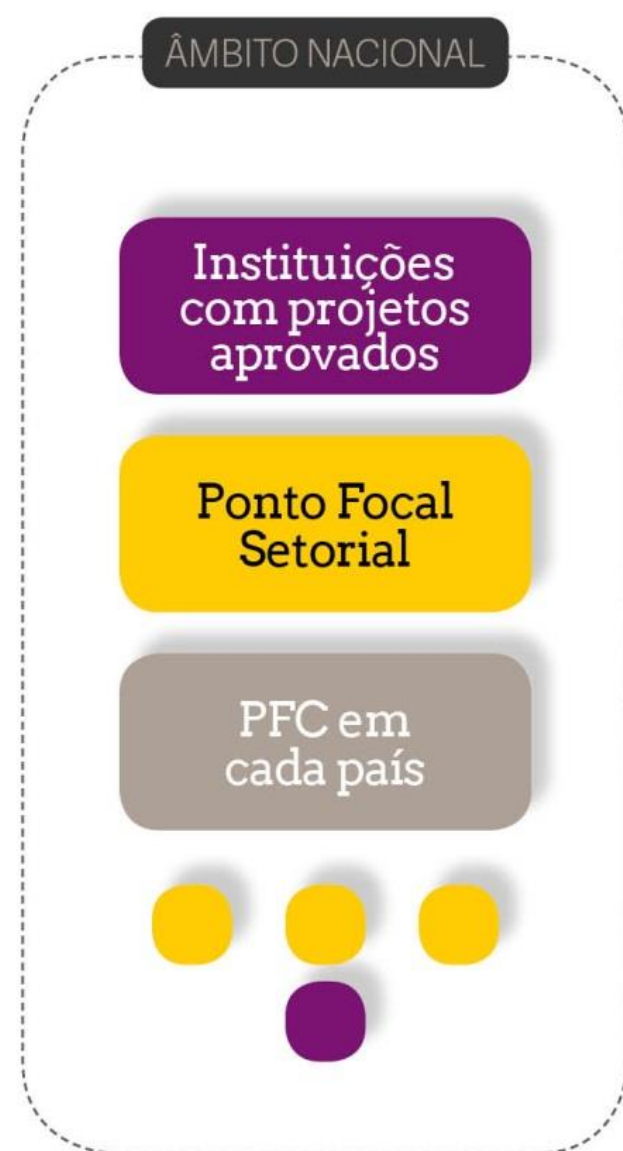 ÂMBITO NACIONAL
Instituições
com projetos
aprovados
Ponto Focal
Setorial
PFC em
cada país